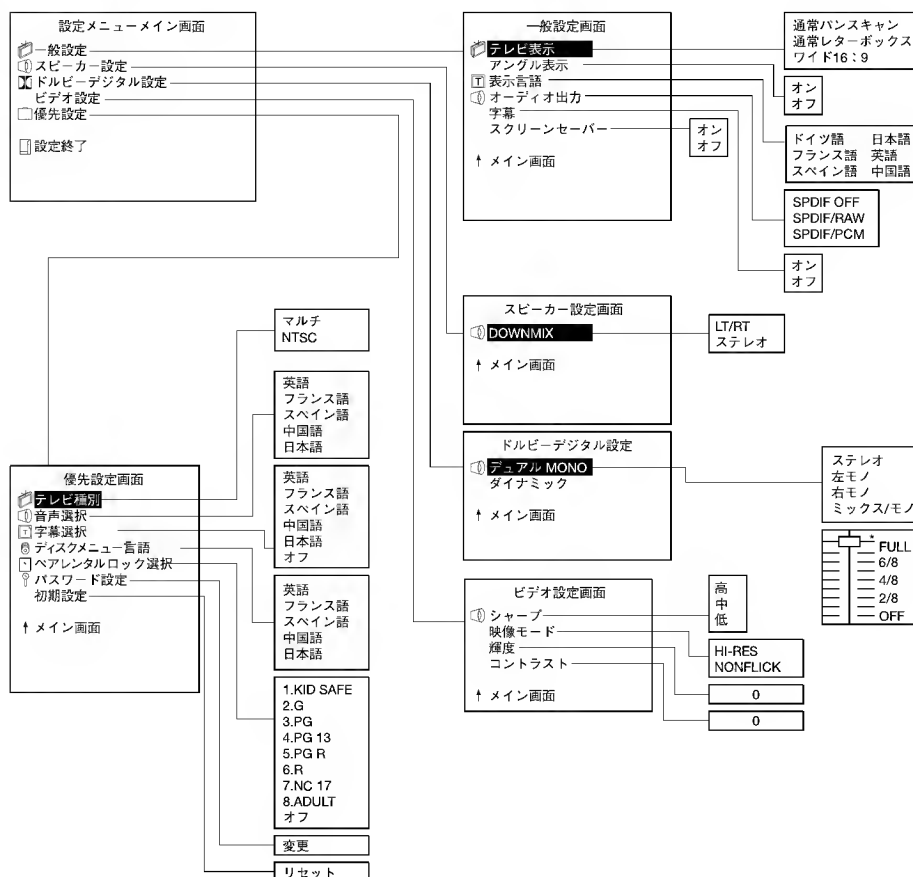 設定メニューメイン画面
一般設定
スピーカー設定
ドルビーデジタル設定
ビデオ設定
優先設定
設定終了
一般設定画面
テレビ表示
アングル表示
表示言語
オーディオ出力
字幕
スクリーンセーバー
↑ メイン画面
通常パンスキャン
通常レターボックス
ワイド16：9
オン
オフ
オン
オフ
ドイツ語 日本語
フランス語 英語
スペイン語 中国語
SPDIF OFF
SPDIF/RAW
SPDIF/PCM
オン
オフ
スピーカー設定画面
DOWNMIX
↑ メイン画面
LT/RT
ステレオ
ドルビーデジタル設定
デュアル MONO
ダイナミック
↑ メイン画面
ステレオ
左モノ
右モノ
ミックス/モノ
* FULL
6/8
4/8
2/8
OFF
ビデオ設定画面
シャープ
映像モード
輝度
コントラスト
↑ メイン画面
高
中
低
HI-RES
NONFLICK
0
0
優先設定画面
テレビ種別
音声選択
字幕選択
ディスクメニュー言語
ペアレンタルロック選択
パスワード設定
初期設定
↑ メイン画面
マルチ
NTSC
英語
フランス語
スペイン語
中国語
日本語
英語
フランス語
スペイン語
中国語
日本語
オフ
英語
フランス語
スペイン語
中国語
日本語
1.KID SAFE
2.G
3.PG
4.PG 13
5.PG R
6.R
7.NC 17
8.ADULT
オフ
変更
リセット